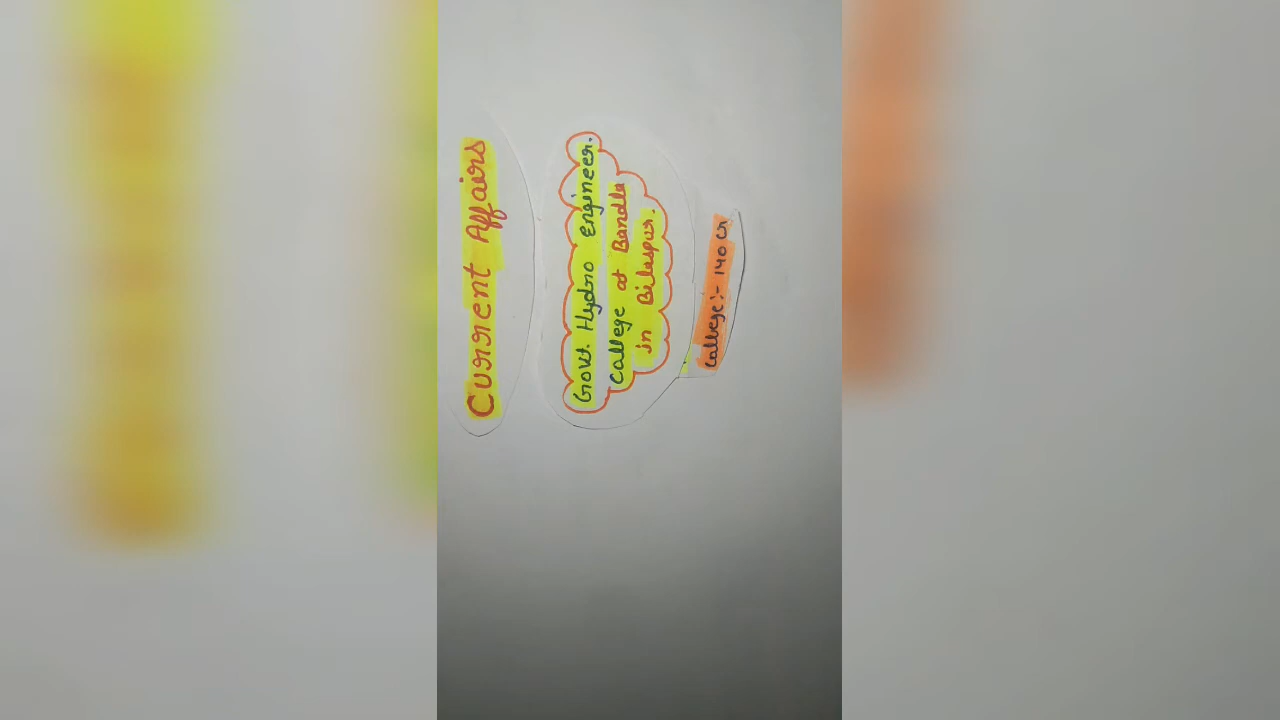 Current Affairs
Govt. Hydro Engineer.
College at Bandla
in Bilaspur.
College:- 140 cr